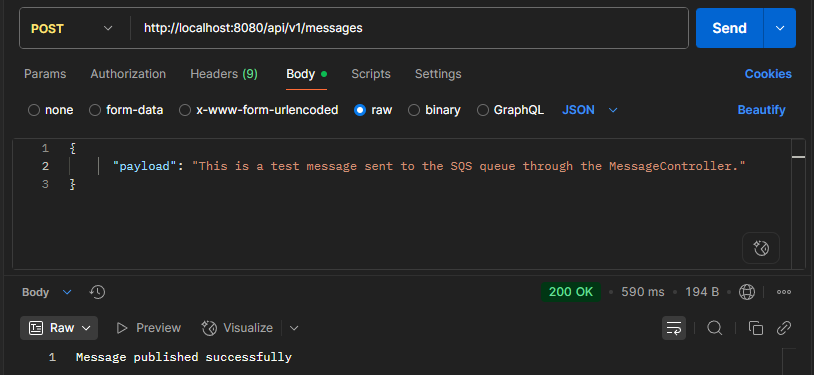 POST http://localhost:8080/api/v1/messages Send
Params Authorization Headers (9) Body Scripts Settings Cookies
none form-data x-www-form-urlencoded raw binary GraphQL JSON Beautify
1 {
2 "payload": "This is a test message sent to the SQS queue through the MessageController."
3 }
Body 200 OK 590 ms 194 B
Raw Preview Visualize
1 Message published successfully